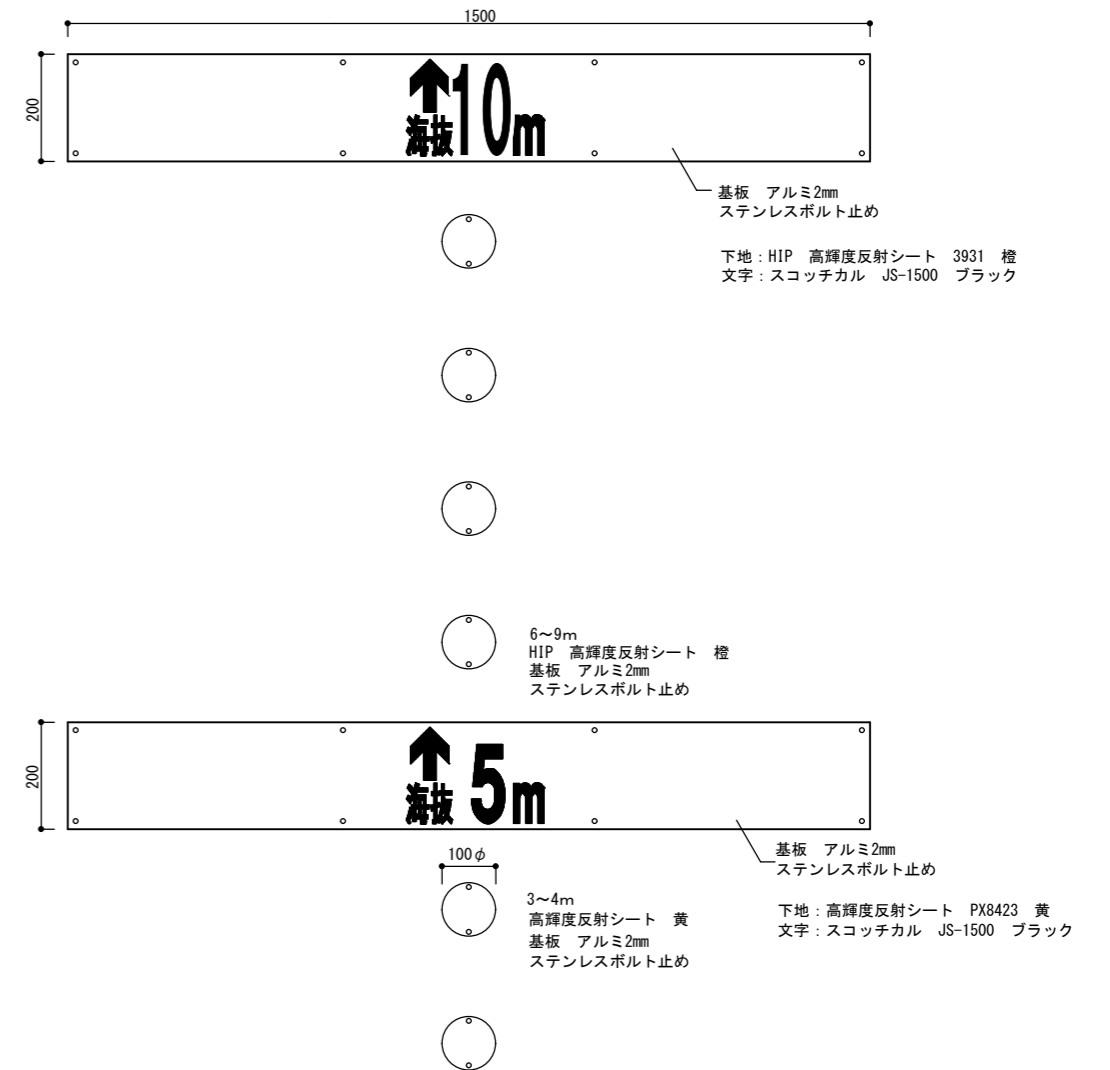 1500
200
海抜10m
基板　アルミ2mm
ステンレスボルト止め
下地：HIP　高輝度反射シート　3931　橙
文字：スコッチカル　JS-1500　ブラック
6～9m
HIP　高輝度反射シート　橙
基板　アルミ2mm
ステンレスボルト止め
200
海抜5m
基板　アルミ2mm
ステンレスボルト止め
100φ
3～4m
高輝度反射シート　黄
基板　アルミ2mm
ステンレスボルト止め
下地：高輝度反射シート　PX8423　黄
文字：スコッチカル　JS-1500　ブラック